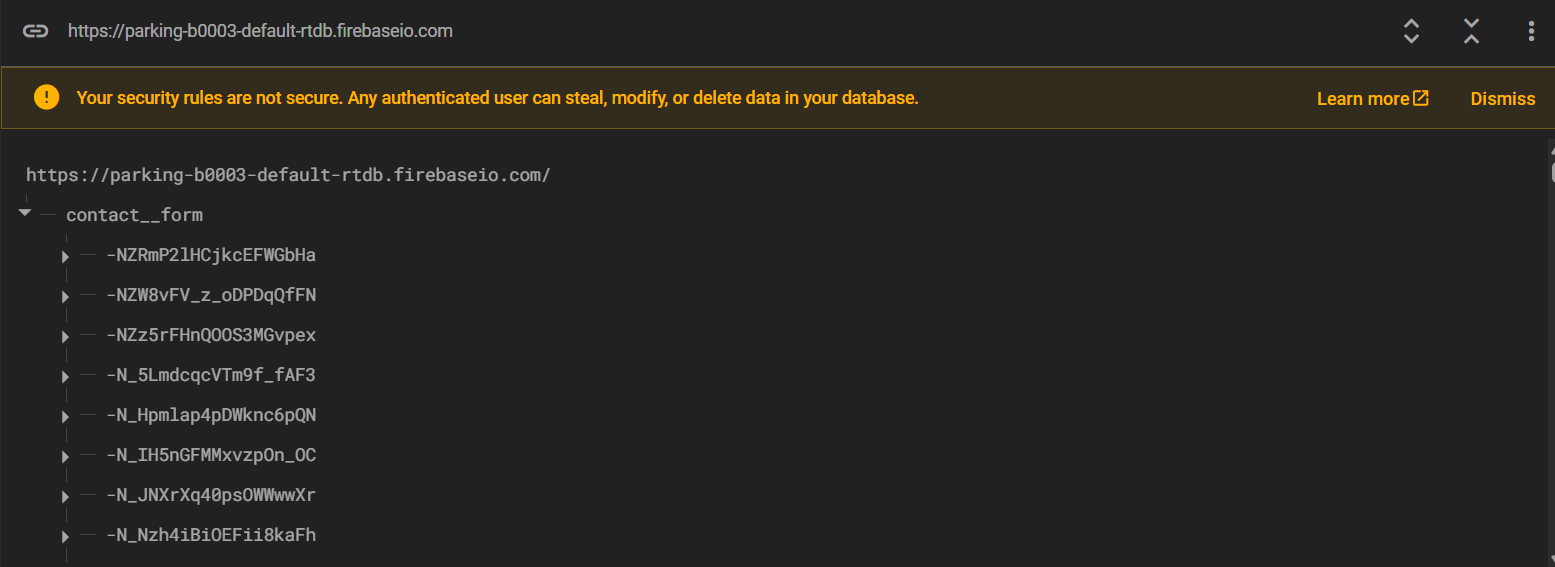 https://parking-b0003-default-rtdb.firebaseio.com
Your security rules are not secure. Any authenticated user can steal, modify, or delete data in your database. Learn more Dismiss
https://parking-b0003-default-rtdb.firebaseio.com/
contact__form
-NZRmP2lHCjkcEFWGbHa
-NZW8vFV_z_oDPDqQfFN
-NZz5rFHnQOOS3MGvpex
-N_5LmdcqcVTm9f_fAF3
-N_Hpmlap4pDWknc6pQN
-N_IH5nGFMMxvzpOn_OC
-N_JNXrXq40psOWWwwXr
-N_Nzh4iBiOEFii8kaFh